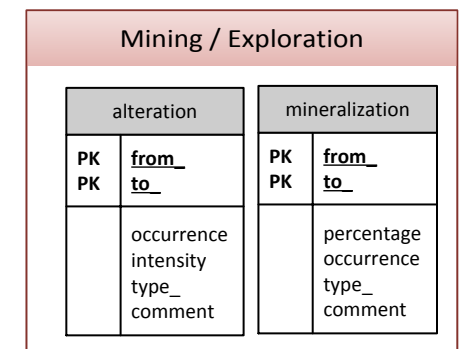 Mining / Exploration
alteration
PK from_
PK to_
occurrence
intensity
type_
comment
mineralization
PK from_
PK to_
percentage
occurrence
type_
comment